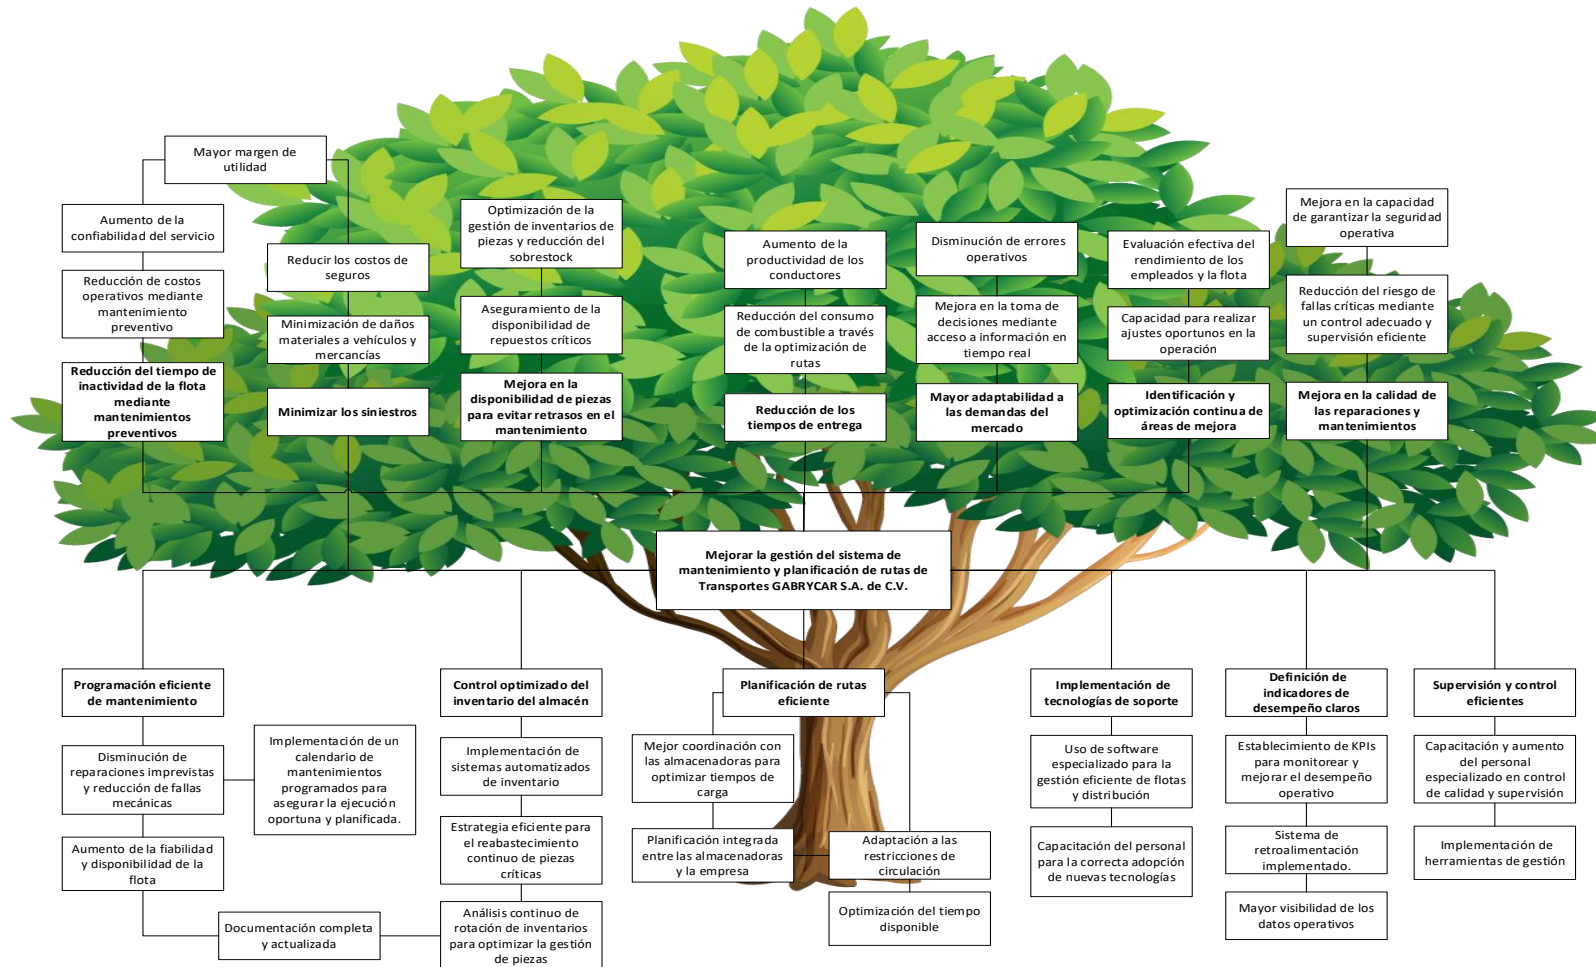 Mayor margen de
utilidad
Aumento de la
confiabilidad del servicio
Reducción de costos
operativos mediante
mantenimiento
preventivo
Reducción del tiempo de
inactividad de la flota
mediante
mantenimientos
preventivos
Reducir los costos de
seguros
Minimización de daños
materiales a vehículos y
mercancías
Minimizar los siniestros
Optimización de la
gestión de inventarios de
piezas y reducción del
sobrestock
Aseguramiento de la
disponibilidad de
repuestos críticos
Mejora en la
disponibilidad de piezas
para evitar retrasos en el
mantenimiento
Aumento de la
productividad de los
conductores
Reducción del consumo
de combustible a través
de la optimización de
rutas
Reducción de los
tiempos de entrega
Disminución de errores
operativos
Mejora en la toma de
decisiones mediante
acceso a información en
tiempo real
Mayor adaptabilidad a
las demandas del
mercado
Evaluación efectiva del
rendimiento de los
empleados y la flota
Capacidad para realizar
ajustes oportunos en la
operación
Identificación y
optimización continua de
áreas de mejora
Mejora en la capacidad
de garantizar la seguridad
operativa
Reducción del riesgo de
fallas críticas mediante
un control adecuado y
supervisión eficiente
Mejora en la calidad de
las reparaciones y
mantenimientos
Mejorar la gestión del sistema de
mantenimiento y planificación de rutas de
Transportes GABRYCAR S.A. de C.V.
Programación eficiente
de mantenimiento
Disminución de
reparaciones imprevistas
y reducción de fallas
mecánicas
Implementación de un
calendario de
mantenimientos
programados para
asegurar la ejecución
oportuna y planificada.
Aumento de la fiabilidad
y disponibilidad de la
flota
Documentación completa
y actualizada
Control optimizado del
inventario del almacén
Implementación de
sistemas automatizados
de inventario
Estrategia eficiente para
el reabastecimiento
continuo de piezas
críticas
Análisis continuo de
rotación de inventarios
para optimizar la gestión
de piezas
Planificación de rutas
eficiente
Mejor coordinación con
las almacenadoras para
optimizar tiempos de
carga
Planificación integrada
entre las almacenadoras
y la empresa
Adaptación a las
restricciones de
circulación
Optimización del tiempo
disponible
Implementación de
tecnologías de soporte
Uso de software
especializado para la
gestión eficiente de flotas
y distribución
Capacitación del personal
para la correcta adopción
de nuevas tecnologías
Definición de
indicadores de
desempeño claros
Establecimiento de KPIs
para monitorear y
mejorar el desempeño
operativo
Sistema de
retroalimentación
implementado.
Mayor visibilidad de los
datos operativos
Supervisión y control
eficientes
Capacitación y aumento
del personal
especializado en control
de calidad y supervisión
Implementación de
herramientas de gestión